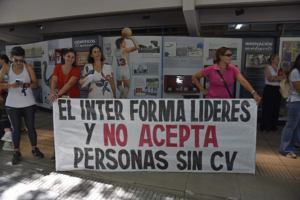 EL INTER FORMA LIDERES
Y NO ACEPTA
PERSONAS SIN CV